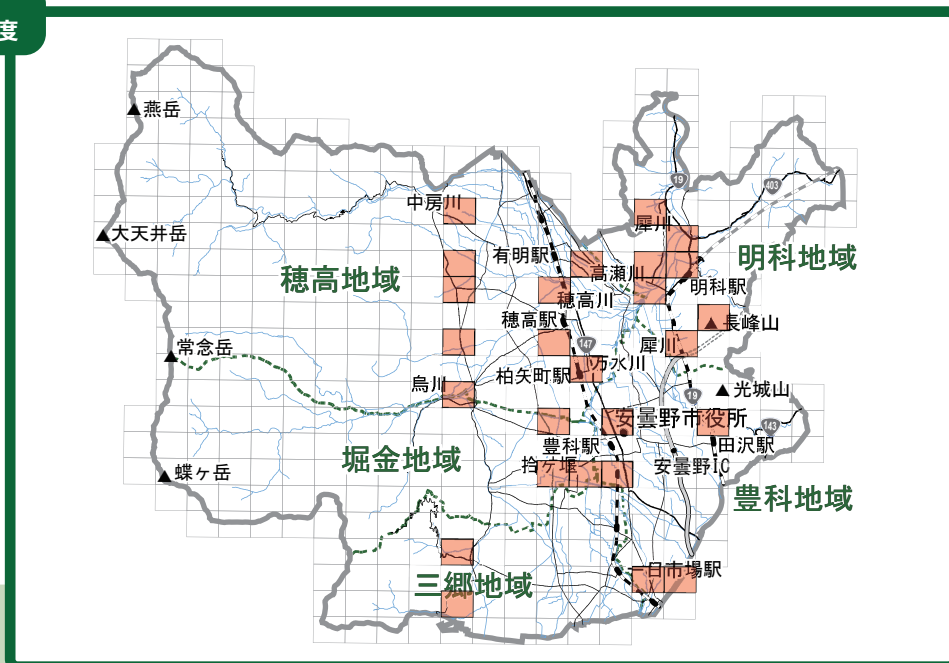 度
燕岳
19
403
中房川
犀川
大天井岳
有明駅
明科地域
穂高地域
高瀬川
明科駅
穂高川
穂高駅
長峰山
147
犀川
常念岳
万水川
柏矢町駅
烏川
光城山
19
安曇野市役所
143
豊科駅
田沢駅
堀金地域
拾ヶ堰
安曇野IC
蝶ヶ岳
豊科地域
一日市場駅
三郷地域